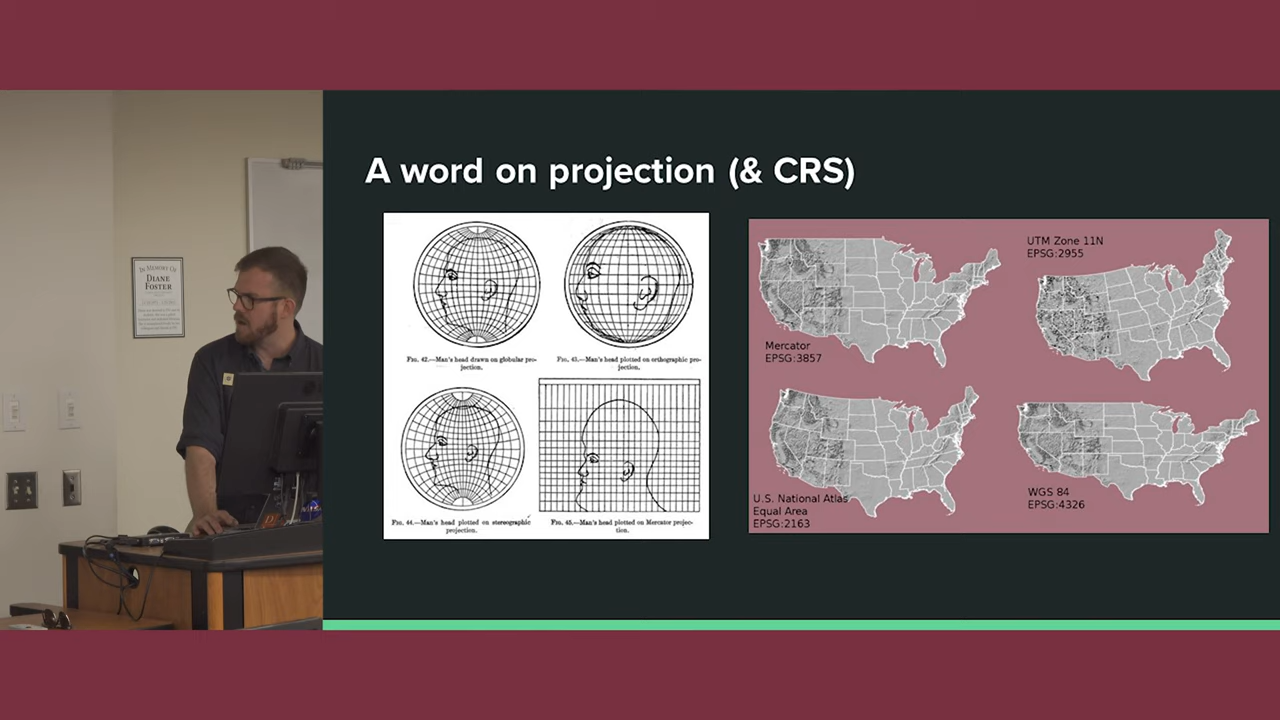 A word on projection (& CRS)
IN MEMORY OF
DIANE
FOSTER
FIG. 42.—Man's head drawn on globular pro-
jection.
FIG. 43.—Man's head plotted on orthographic pro-
jection.
FIG. 44.—Man's head plotted on stereographic
projection.
FIG. 45.—Man's head plotted on Mercator projec-
tion.
Mercator
EPSG:3857
UTM Zone 11N
EPSG:2955
U.S. National Atlas
Equal Area
EPSG:2163
WGS 84
EPSG:4326